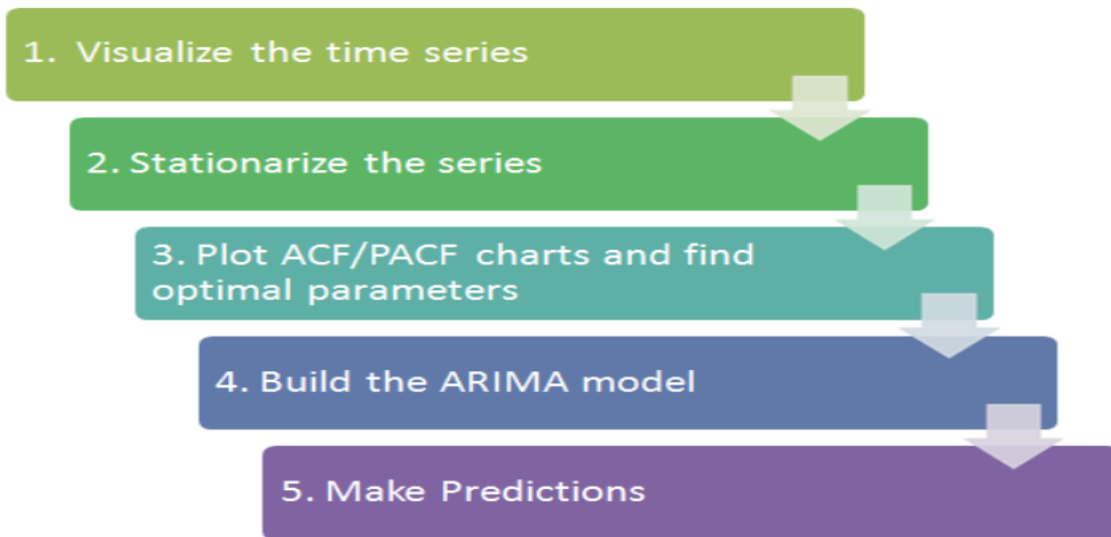 1. Visualize the time series
2. Stationarize the series
3. Plot ACF/PACF charts and find
optimal parameters
4. Build the ARIMA model
5. Make Predictions